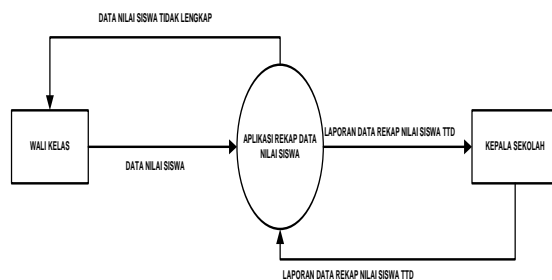 DATA NILAI SISWA TIDAK LENGKAP
WALI KELAS
DATA NILAI SISWA
APLIKASI REKAP DATA
NILAI SISWA
LAPORAN DATA REKAP NILAI SISWA TTD
KEPALA SEKOLAH
LAPORAN DATA REKAP NILAI SISWA TTD